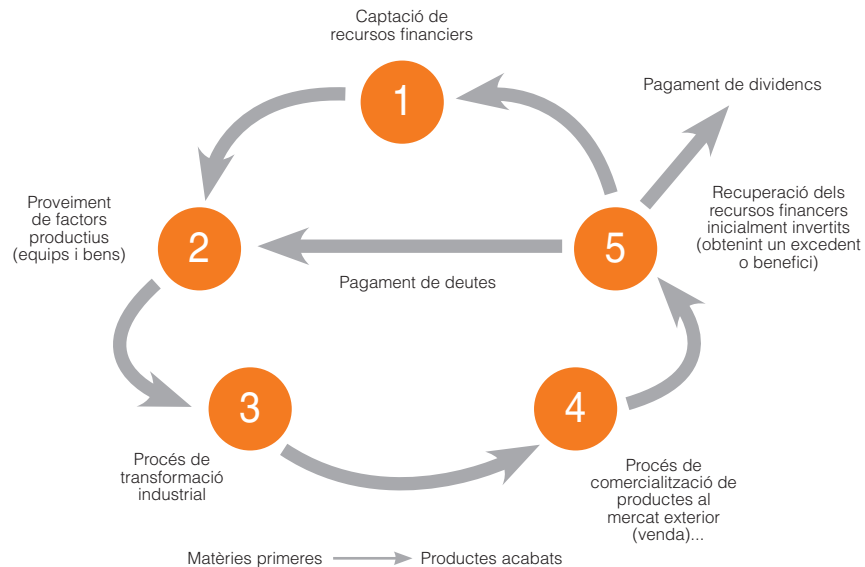 Captació de
recursos financiers
1
Pagament de dividencs
Proveiment
de factors
productius
(equips i bens)
2
5
Recuperació dels
recursos financers
inicialment invertits
(obtenint un excedent
o benefici)
Pagament de deutes
3
4
Procés de
transformació
industrial
Procés de
comercialització de
productes al
mercat exterior
(venda)...
Matèries primeres
Productes acabats